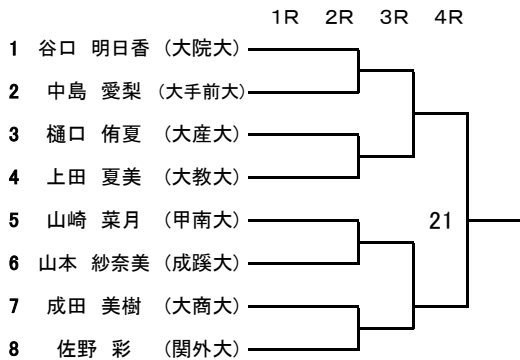 1R 2R 3R 4R
1 谷口 明日香 (大院大)
2 中島 愛梨 (大手前大)
3 樋口 侑夏 (大産大)
4 上田 夏美 (大教大)
5 山崎 菜月 (甲南大)
21
6 山本 紗奈美 (成蹊大)
7 成田 美樹 (大商大)
8 佐野 彩 (関外大)